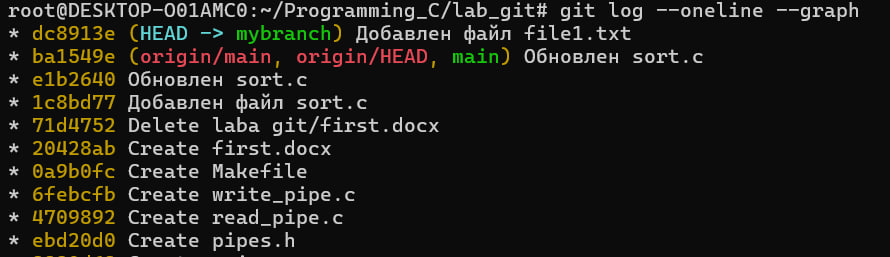 root@DESKTOP-O01AMC0:~/Programming_C/lab_git# git log --oneline --graph
* dc8913e (HEAD -> mybranch) Добавлен файл file1.txt
* ba1549e (origin/main, origin/HEAD, main) Обновлен sort.c
* e1b2640 Обновлен sort.c
* 1c8bd77 Добавлен файл sort.c
* 71d4752 Delete laba git/first.docx
* 20428ab Create first.docx
* 0a9b0fc Create Makefile
* 6febcfb Create write_pipe.c
* 4709892 Create read_pipe.c
* ebd20d0 Create pipes.h